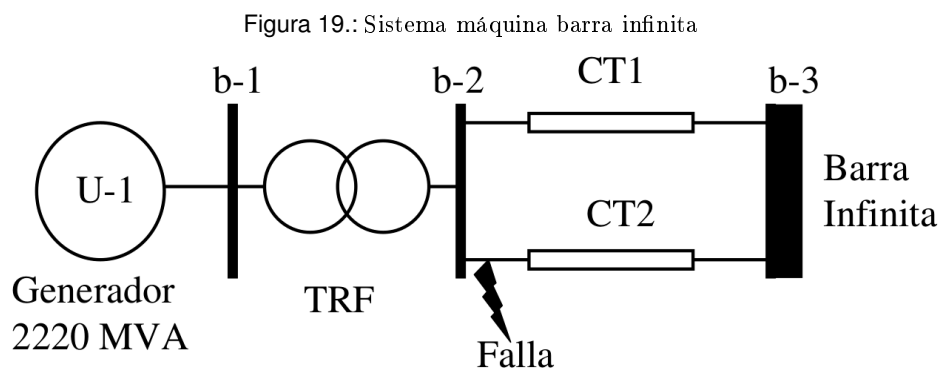 Figura 19.: Sistema máquina barra infinita
b-1
b-2
CT1
b-3
U-1
Barra
Infinita
CT2
Generador
2220 MVA
TRF
Falla